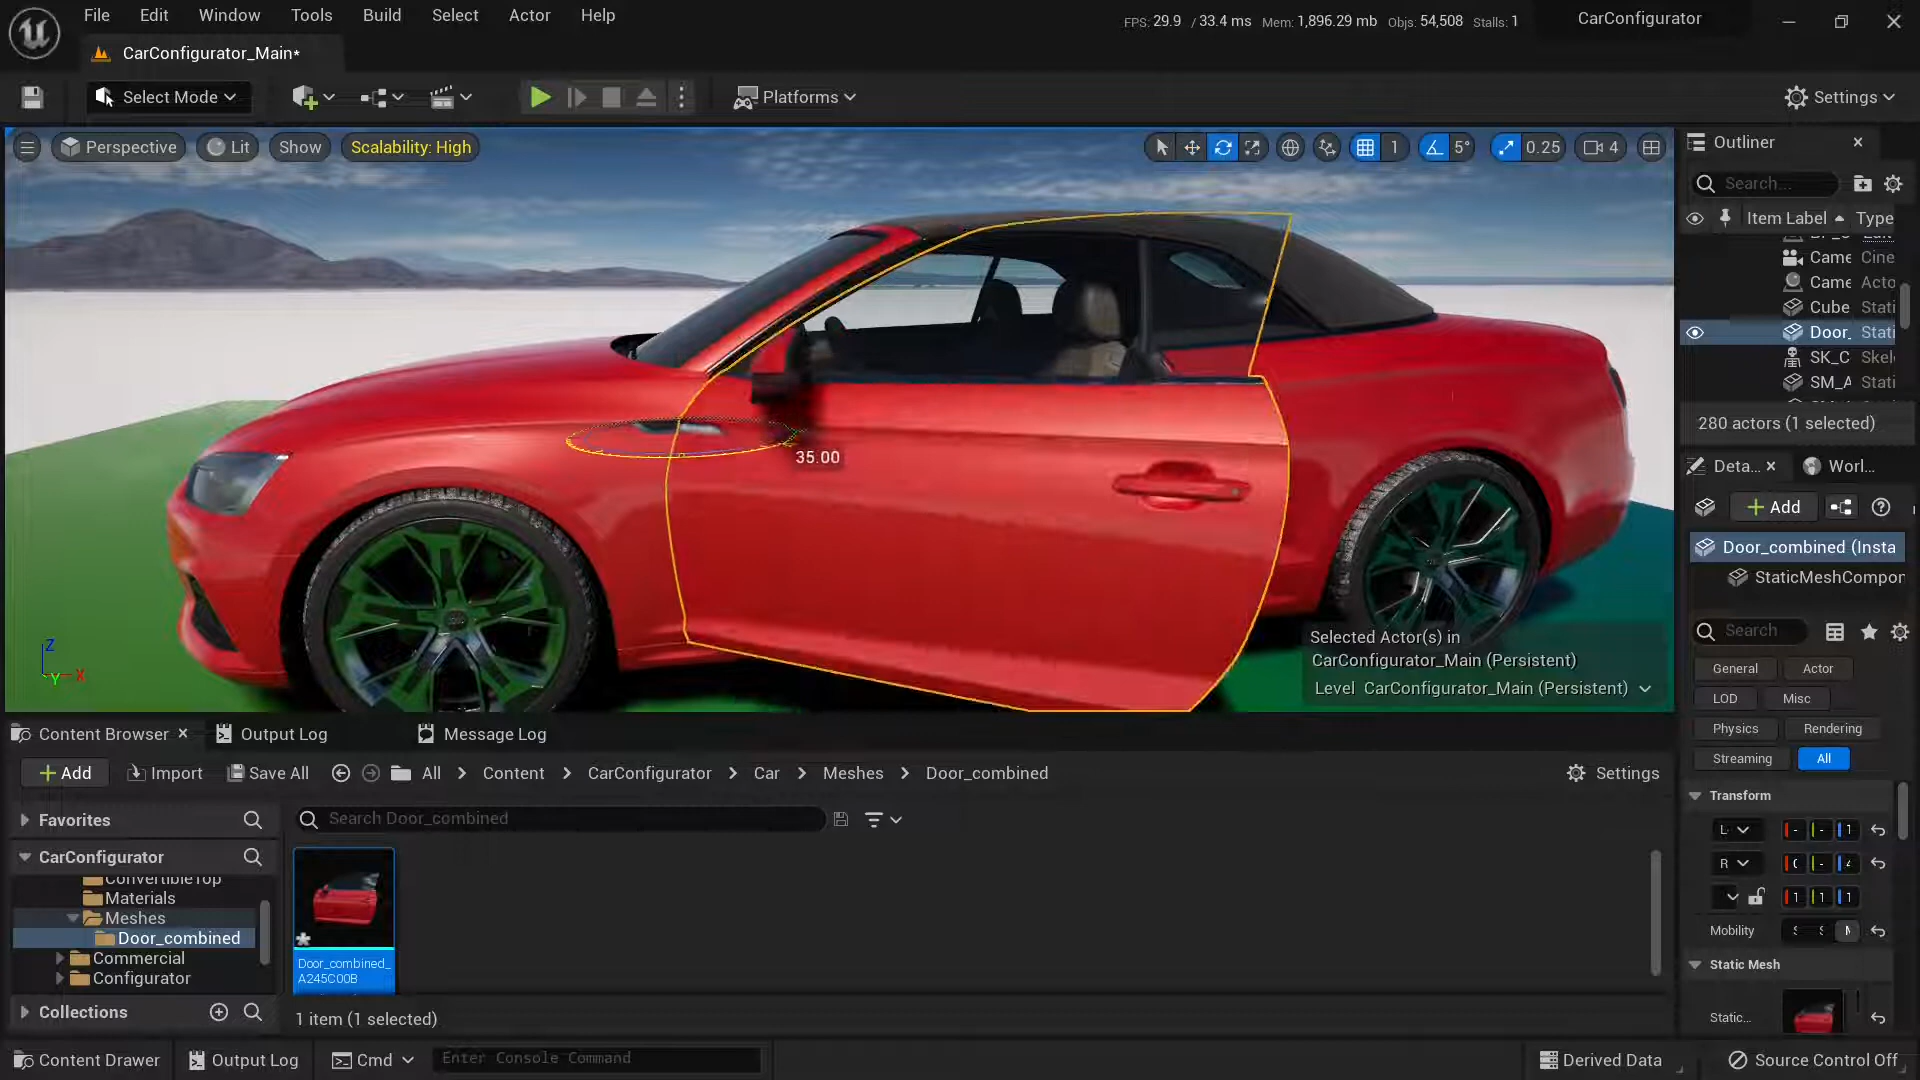 File Edit Window Tools Build Select Actor Help
FPS: 29.9 / 33.4 ms Mem: 1,896.29 mb Objs: 54,508 Stalls: 1
CarConfigurator
CarConfigurator_Main*
Select Mode
Platforms
Settings
Perspective
Lit
Show
Scalability: High
1
5°
0.25
4
Outliner
Search...
Item Label
Type
Came Cine
Came Acto
Cube Stati
Door_ Stati
SK_C Skel
SM_A Stati
280 actors (1 selected)
35.00
Selected Actor(s) in
CarConfigurator_Main (Persistent)
Level CarConfigurator_Main (Persistent)
Z
Y
X
Deta...
Worl...
Add
Door_combined (Insta
StaticMeshCompor
Search
General
Actor
LOD
Misc
Physics
Rendering
Streaming
All
Transform
L
R
1 1 1
Mobility
Static Mesh
Static...
Content Browser
Output Log
Message Log
Add
Import
Save All
All > Content > CarConfigurator > Car > Meshes > Door_combined
Settings
Favorites
Search Door_combined
CarConfigurator
ConvertibleTop
Materials
Meshes
Door_combined
Commercial
Configurator
Door_combined_
A245C00B
Collections
1 item (1 selected)
Content Drawer
Output Log
Cmd
Enter Console Command
Derived Data
Source Control Off